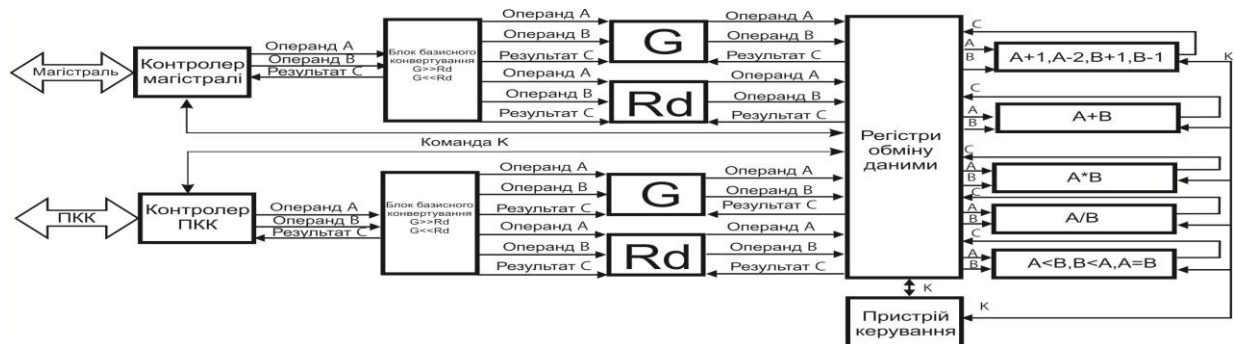 Магістраль
Контролер
магістралі
Операнд А
Операнд В
Результат С
Блок базисного
конвертування
G>>Rd
G<<Rd
Операнд А
Операнд В
Результат С
Операнд А
Операнд В
Результат С
G
Rd
Операнд А
Операнд В
Результат С
Операнд А
Операнд В
Результат С
Команда К
ПКК
Контролер
ПКК
Операнд А
Операнд В
Результат С
Блок базисного
конвертування
G>>Rd
G<<Rd
Операнд А
Операнд В
Результат С
Операнд А
Операнд В
Результат С
G
Rd
Операнд А
Операнд В
Результат С
Операнд А
Операнд В
Результат С
Регістри
обміну
даними
С
А
В
А+1,А-2,В+1,В-1
К
С
А
В
А+В
С
А
В
А*В
С
А
В
А/В
С
А
В
А<В,В<А,А=В
К
Пристрій
керування
К